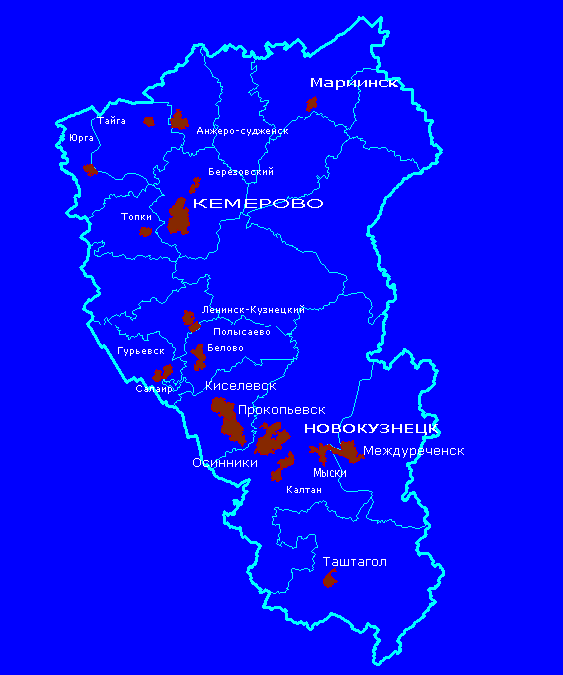 Мариинск
Тайга
Анжеро-судженск
Юрга
Берёзовский
КЕМЕРОВО
Топки
Ленинск-Кузнецкий
Полысаево
Белово
Гурьевск
Салаир
Киселевск
Прокопьевск
НОВОКУЗНЕЦК
Междуреченск
Осинники
Мыски
Калтан
Таштагол